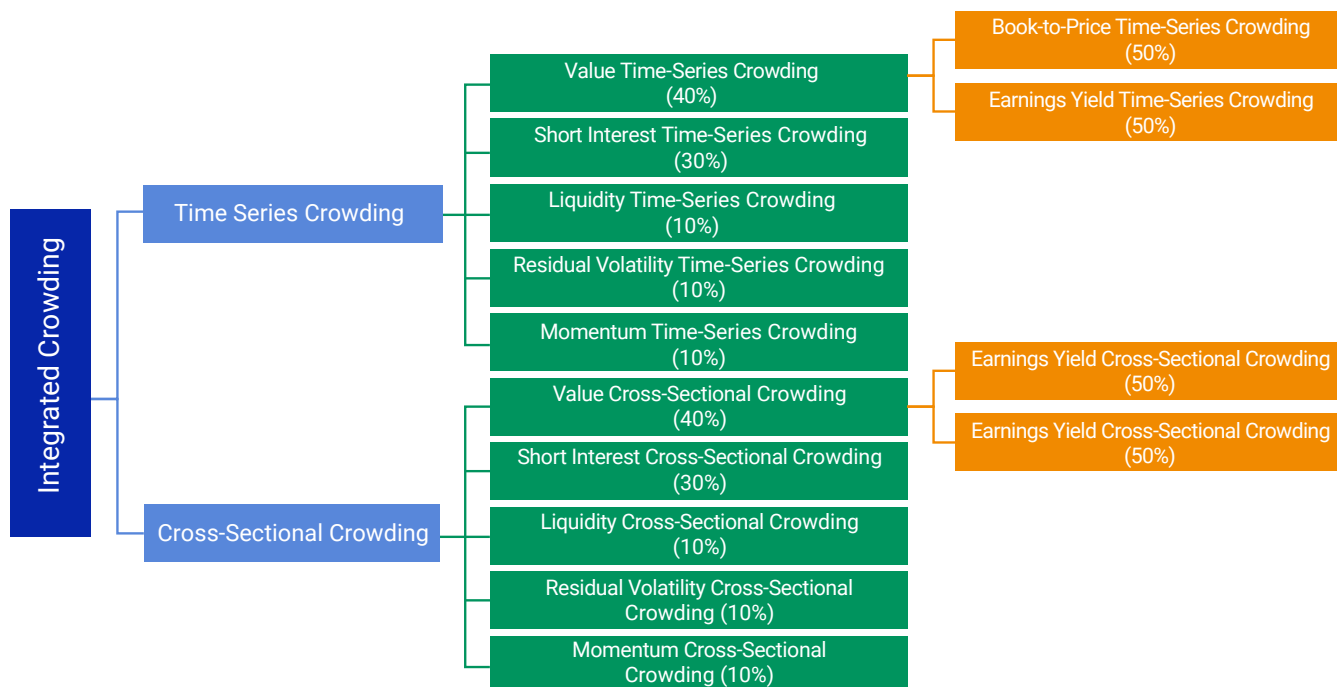 Integrated Crowding
Time Series Crowding
Value Time-Series Crowding
(40%)
Book-to-Price Time-Series Crowding
(50%)
Earnings Yield Time-Series Crowding
(50%)
Short Interest Time-Series Crowding
(30%)
Liquidity Time-Series Crowding
(10%)
Residual Volatility Time-Series Crowding
(10%)
Momentum Time-Series Crowding
(10%)
Cross-Sectional Crowding
Value Cross-Sectional Crowding
(40%)
Earnings Yield Cross-Sectional Crowding
(50%)
Earnings Yield Cross-Sectional Crowding
(50%)
Short Interest Cross-Sectional Crowding
(30%)
Liquidity Cross-Sectional Crowding
(10%)
Residual Volatility Cross-Sectional
Crowding (10%)
Momentum Cross-Sectional
Crowding (10%)